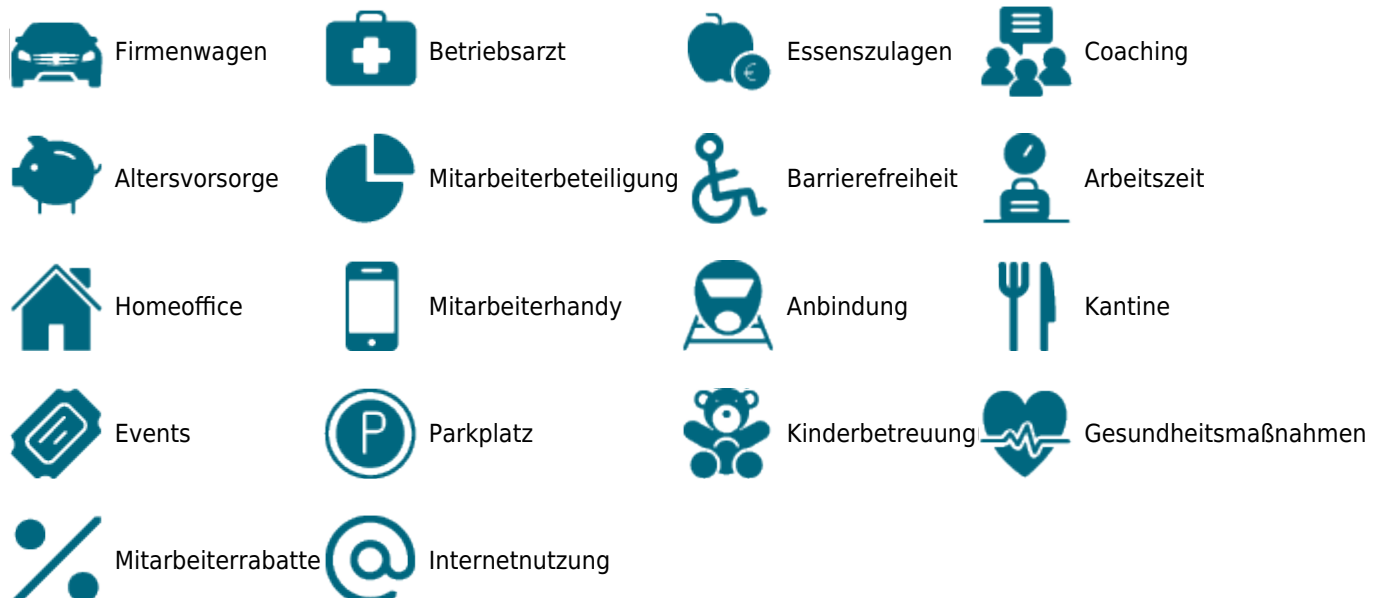 Firmenwagen Betriebsarzt Essenszulagen Coaching
Altersvorsorge Mitarbeiterbeteiligung Barrierefreiheit Arbeitszeit
Homeoffice Mitarbeiterhandy Anbindung Kantine
Events P Parkplatz Kinderbetreuung Gesundheitsmaßnahmen
Mitarbeiterrabatte Internetnutzung